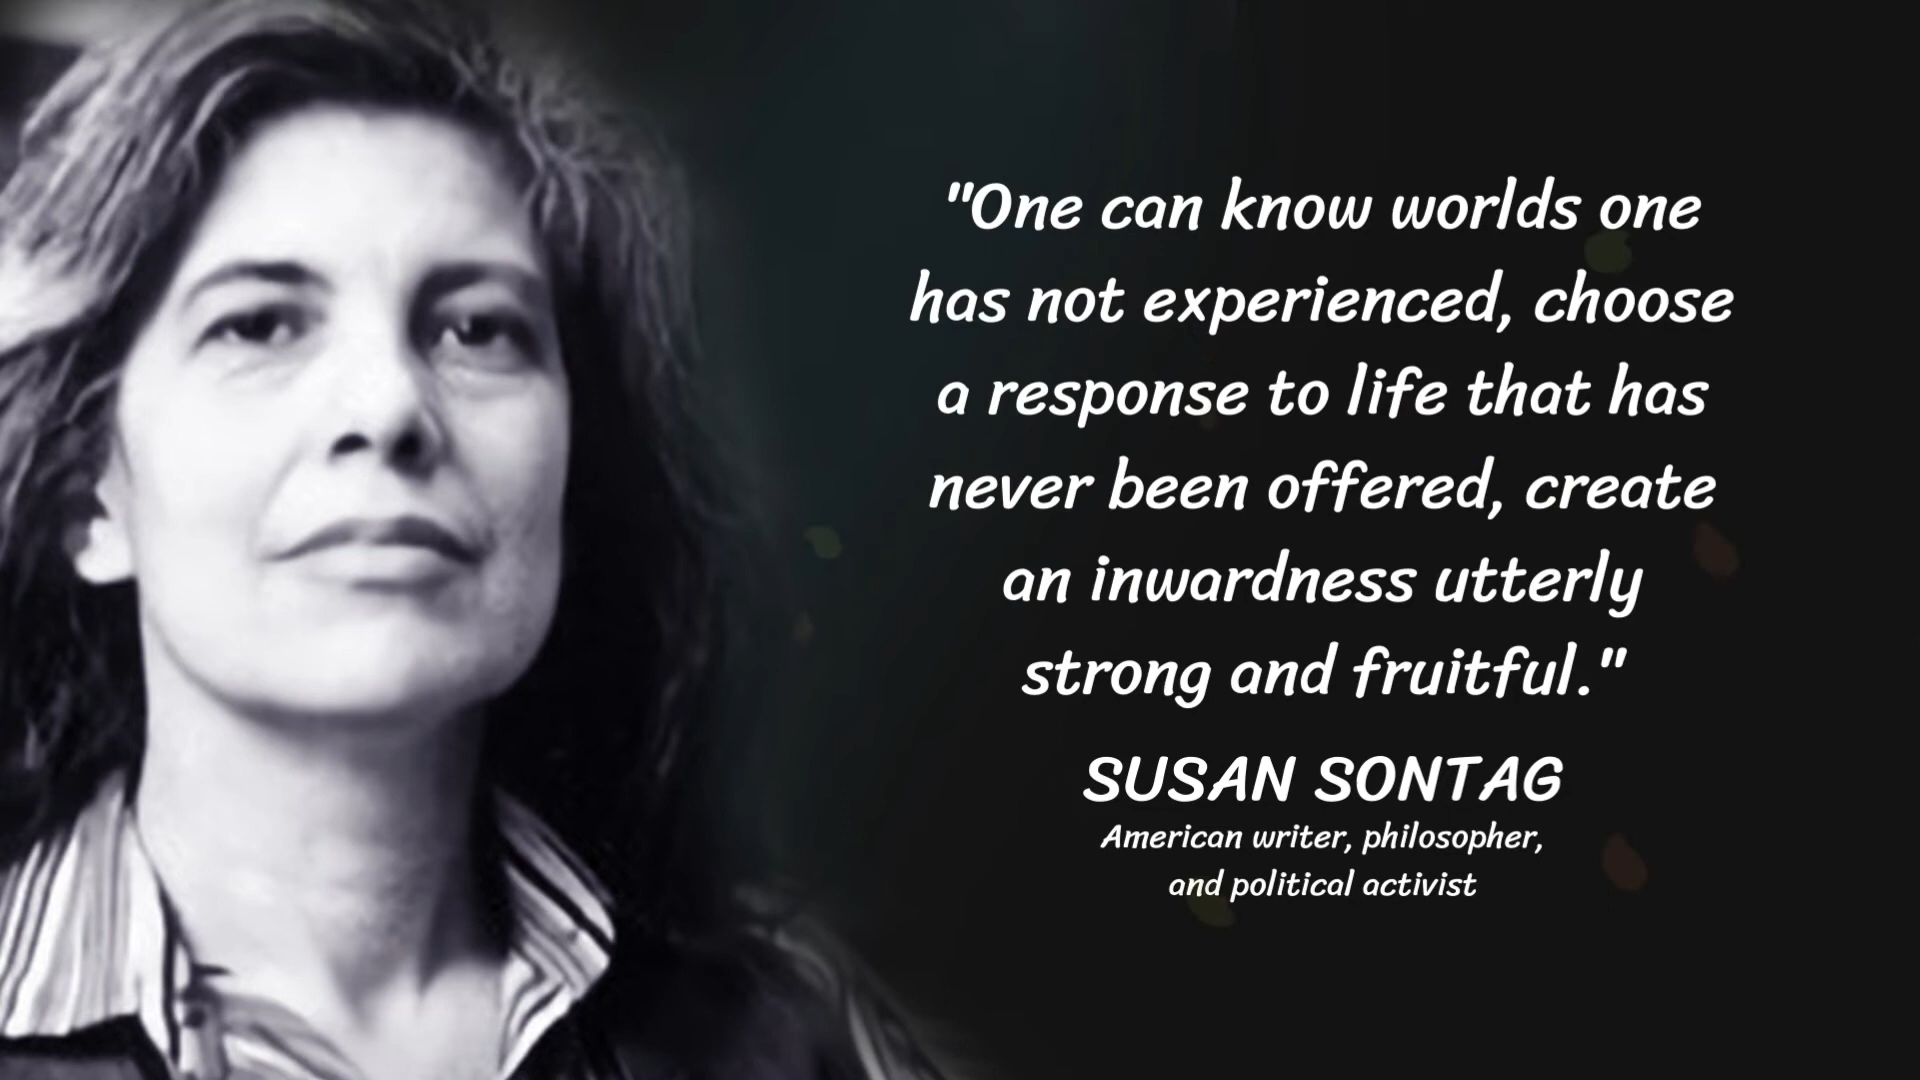 "One can know worlds one
has not experienced, choose
a response to life that has
never been offered, create
an inwardness utterly
strong and fruitful."
SUSAN SONTAG
American writer, philosopher,
and political activist